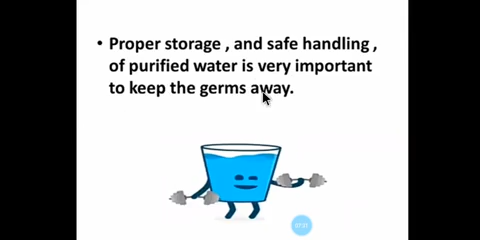 • Proper storage , and safe handling ,
of purified water is very important
to keep the germs away.